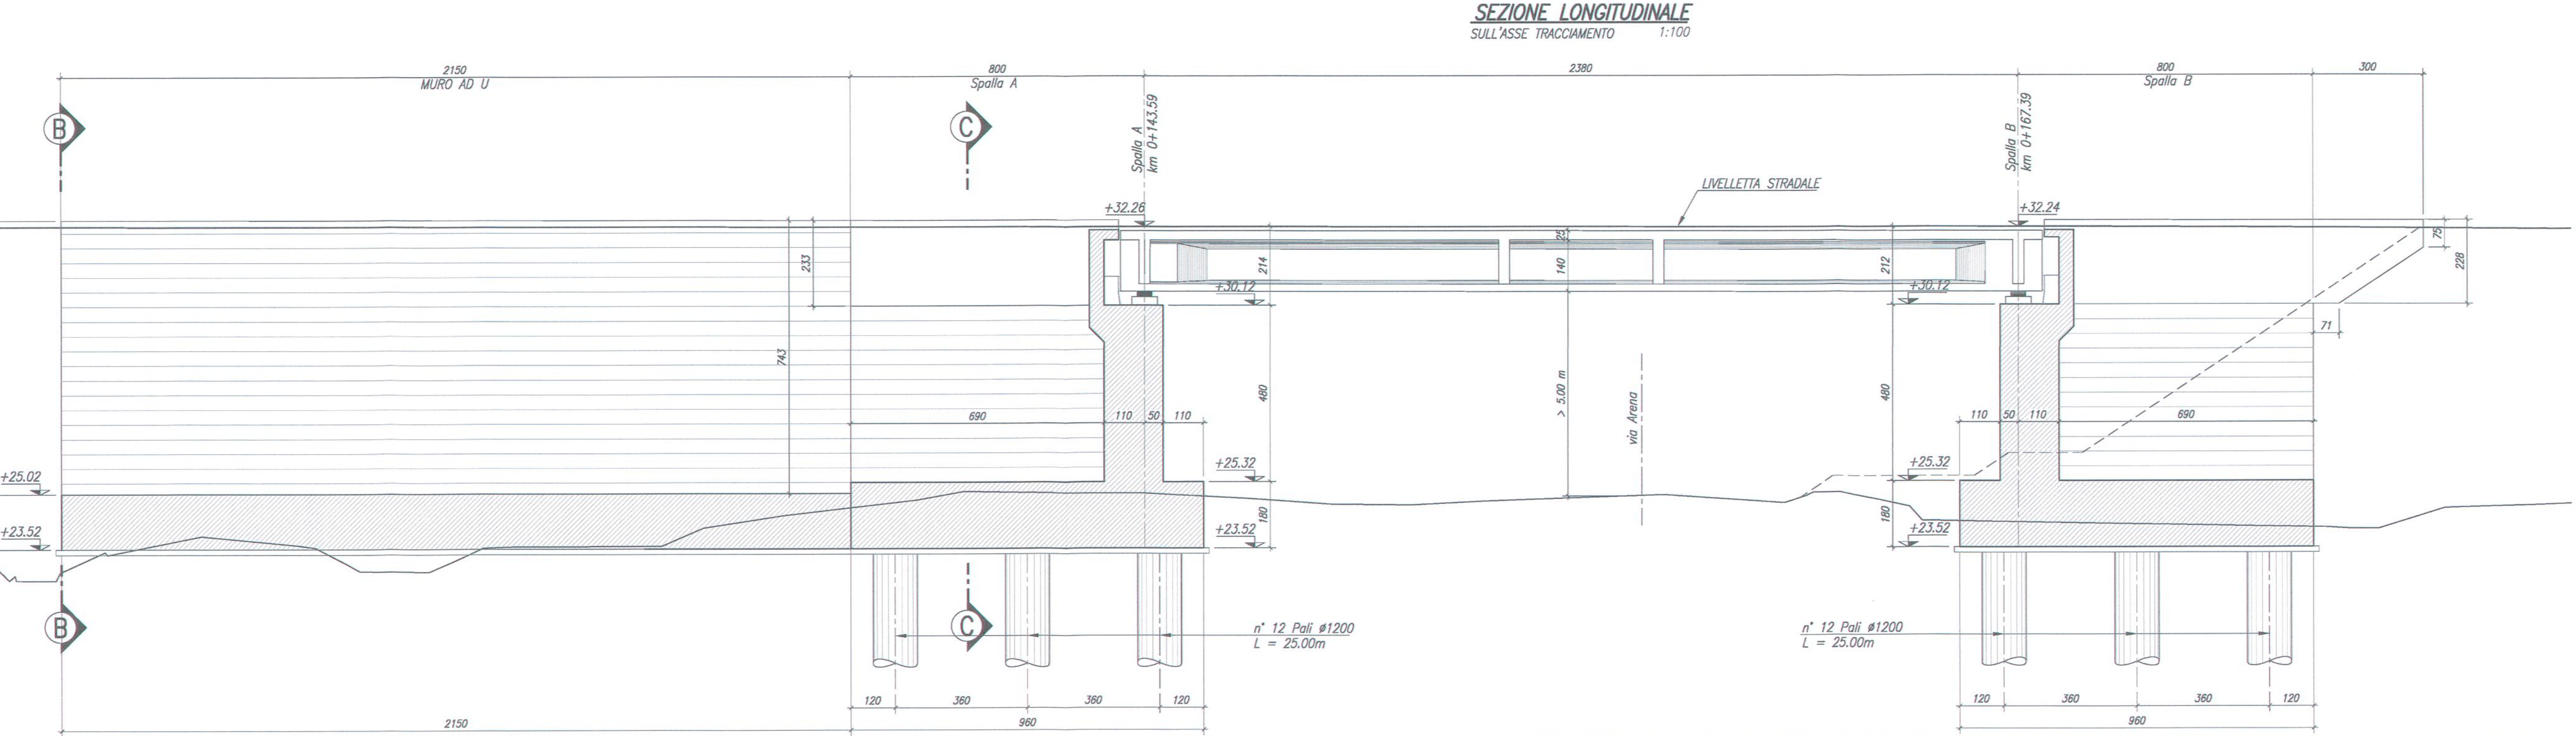 SEZIONE LONGITUDINALE
SULL'ASSE TRACCIAMENTO 1:100
2150
MURO AD U
800
Spalla A
2380
800
Spalla B
300
B
C
Spalla A
km 0+143.59
Spalla B
km 0+167.39
LIVELLETTA STRADALE
+32.26
+32.24
233
743
214
25
140
212
75
228
+30.12
+30.12
71
480
> 5.00 m
via Arena
480
690
110
50
110
110
50
110
690
+25.02
+25.32
+25.32
+23.52
+23.52
180
180
+23.52
B
C
n° 12 Pali ø1200
L = 25.00m
n° 12 Pali ø1200
L = 25.00m
120
360
360
120
120
360
360
120
2150
960
960